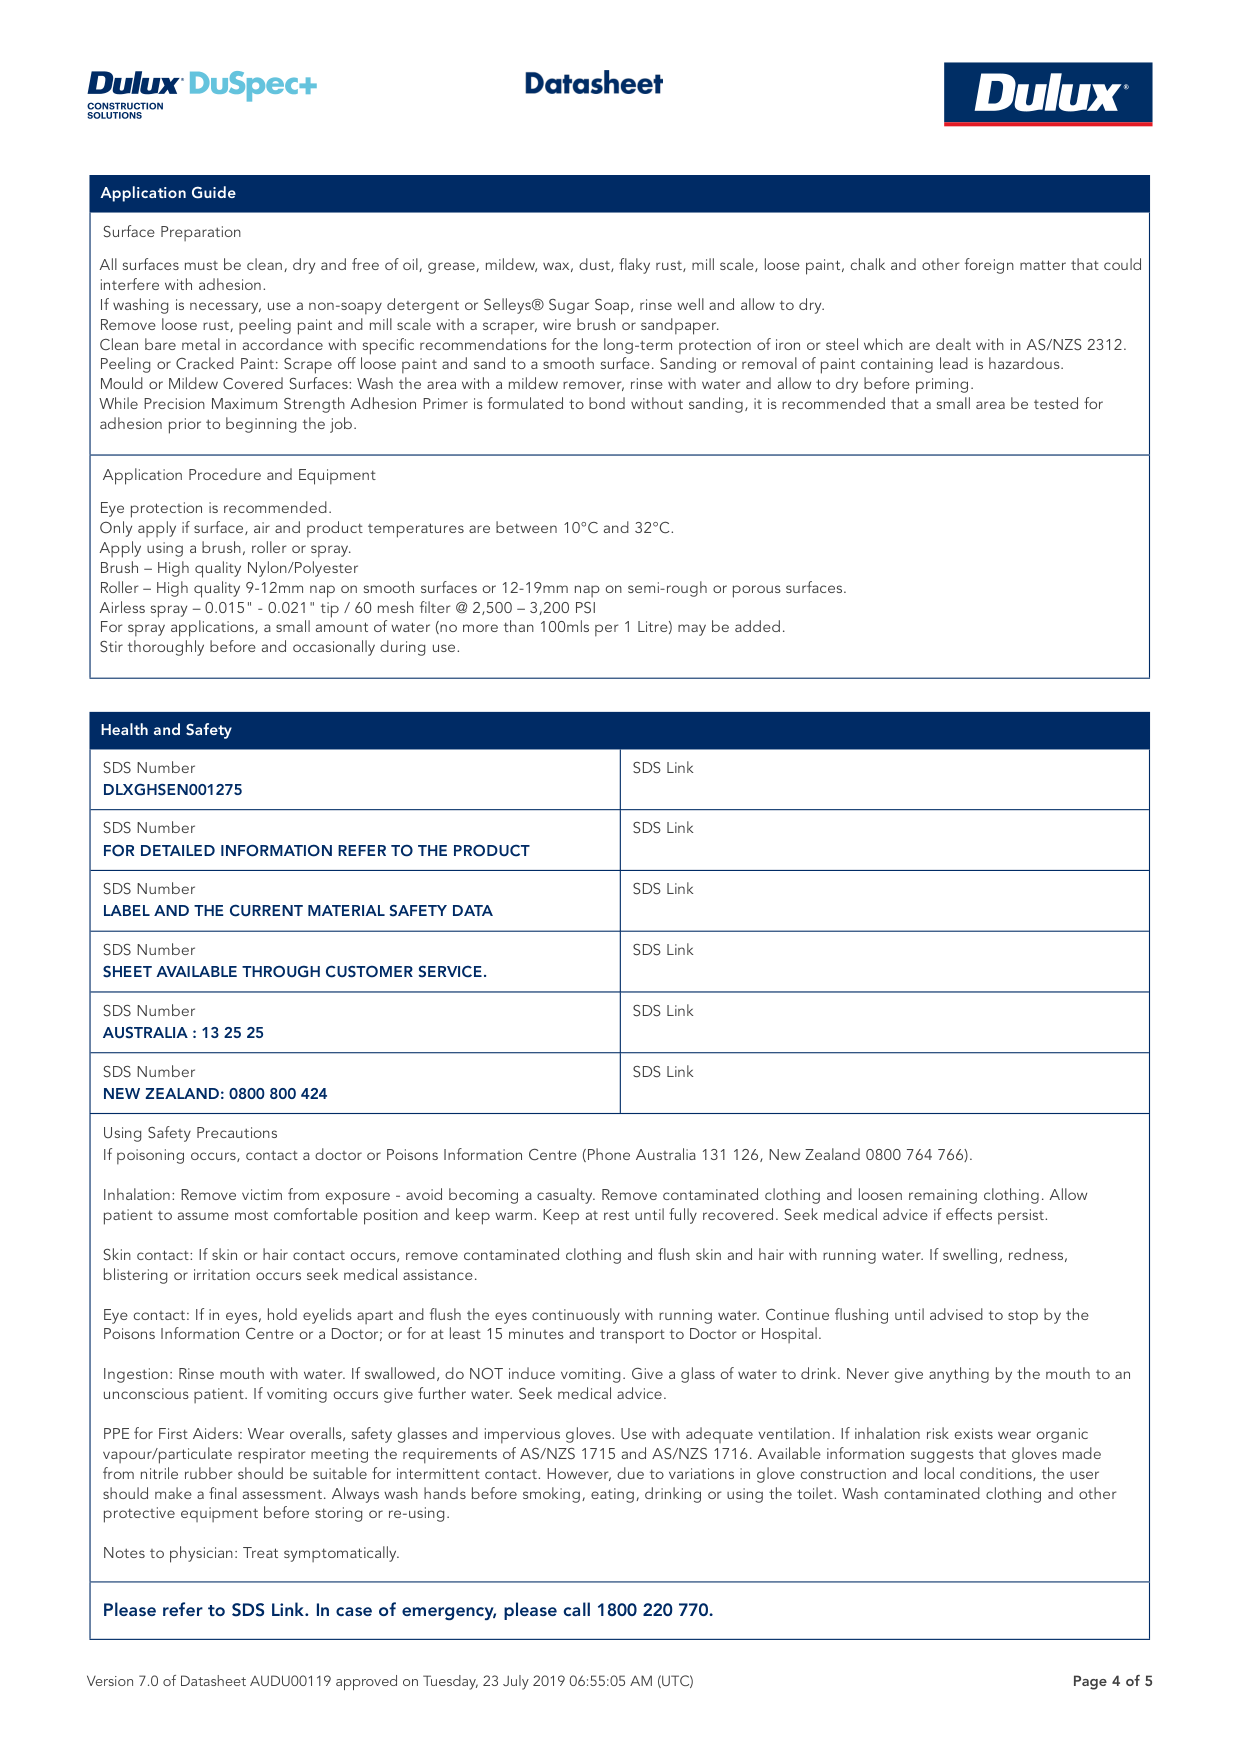 Dulux DuSpec+
CONSTRUCTION
SOLUTIONS
Datasheet
Dulux®
Application Guide
Surface Preparation
All surfaces must be clean, dry and free of oil, grease, mildew, wax, dust, flaky rust, mill scale, loose paint, chalk and other foreign matter that could
interfere with adhesion.
If washing is necessary, use a non-soapy detergent or Selleys® Sugar Soap, rinse well and allow to dry.
Remove loose rust, peeling paint and mill scale with a scraper, wire brush or sandpaper.
Clean bare metal in accordance with specific recommendations for the long-term protection of iron or steel which are dealt with in AS/NZS 2312.
Peeling or Cracked Paint: Scrape off loose paint and sand to a smooth surface. Sanding or removal of paint containing lead is hazardous.
Mould or Mildew Covered Surfaces: Wash the area with a mildew remover, rinse with water and allow to dry before priming.
While Precision Maximum Strength Adhesion Primer is formulated to bond without sanding, it is recommended that a small area be tested for
adhesion prior to beginning the job.
Application Procedure and Equipment
Eye protection is recommended.
Only apply if surface, air and product temperatures are between 10°C and 32°C.
Apply using a brush, roller or spray.
Brush – High quality Nylon/Polyester
Roller – High quality 9-12mm nap on smooth surfaces or 12-19mm nap on semi-rough or porous surfaces.
Airless spray – 0.015" - 0.021" tip / 60 mesh filter @ 2,500 – 3,200 PSI
For spray applications, a small amount of water (no more than 100mls per 1 Litre) may be added.
Stir thoroughly before and occasionally during use.
Health and Safety
SDS Number
DLXGHSEN001275
SDS Link
SDS Number
FOR DETAILED INFORMATION REFER TO THE PRODUCT
SDS Link
SDS Number
LABEL AND THE CURRENT MATERIAL SAFETY DATA
SDS Link
SDS Number
SHEET AVAILABLE THROUGH CUSTOMER SERVICE.
SDS Link
SDS Number
AUSTRALIA : 13 25 25
SDS Link
SDS Number
NEW ZEALAND: 0800 800 424
SDS Link
Using Safety Precautions
If poisoning occurs, contact a doctor or Poisons Information Centre (Phone Australia 131 126, New Zealand 0800 764 766).
Inhalation: Remove victim from exposure - avoid becoming a casualty. Remove contaminated clothing and loosen remaining clothing. Allow
patient to assume most comfortable position and keep warm. Keep at rest until fully recovered. Seek medical advice if effects persist.
Skin contact: If skin or hair contact occurs, remove contaminated clothing and flush skin and hair with running water. If swelling, redness,
blistering or irritation occurs seek medical assistance.
Eye contact: If in eyes, hold eyelids apart and flush the eyes continuously with running water. Continue flushing until advised to stop by the
Poisons Information Centre or a Doctor; or for at least 15 minutes and transport to Doctor or Hospital.
Ingestion: Rinse mouth with water. If swallowed, do NOT induce vomiting. Give a glass of water to drink. Never give anything by the mouth to an
unconscious patient. If vomiting occurs give further water. Seek medical advice.
PPE for First Aiders: Wear overalls, safety glasses and impervious gloves. Use with adequate ventilation. If inhalation risk exists wear organic
vapour/particulate respirator meeting the requirements of AS/NZS 1715 and AS/NZS 1716. Available information suggests that gloves made
from nitrile rubber should be suitable for intermittent contact. However, due to variations in glove construction and local conditions, the user
should make a final assessment. Always wash hands before smoking, eating, drinking or using the toilet. Wash contaminated clothing and other
protective equipment before storing or re-using.
Notes to physician: Treat symptomatically.
Please refer to SDS Link. In case of emergency, please call 1800 220 770.
Version 7.0 of Datasheet AUDU00119 approved on Tuesday, 23 July 2019 06:55:05 AM (UTC)
Page 4 of 5